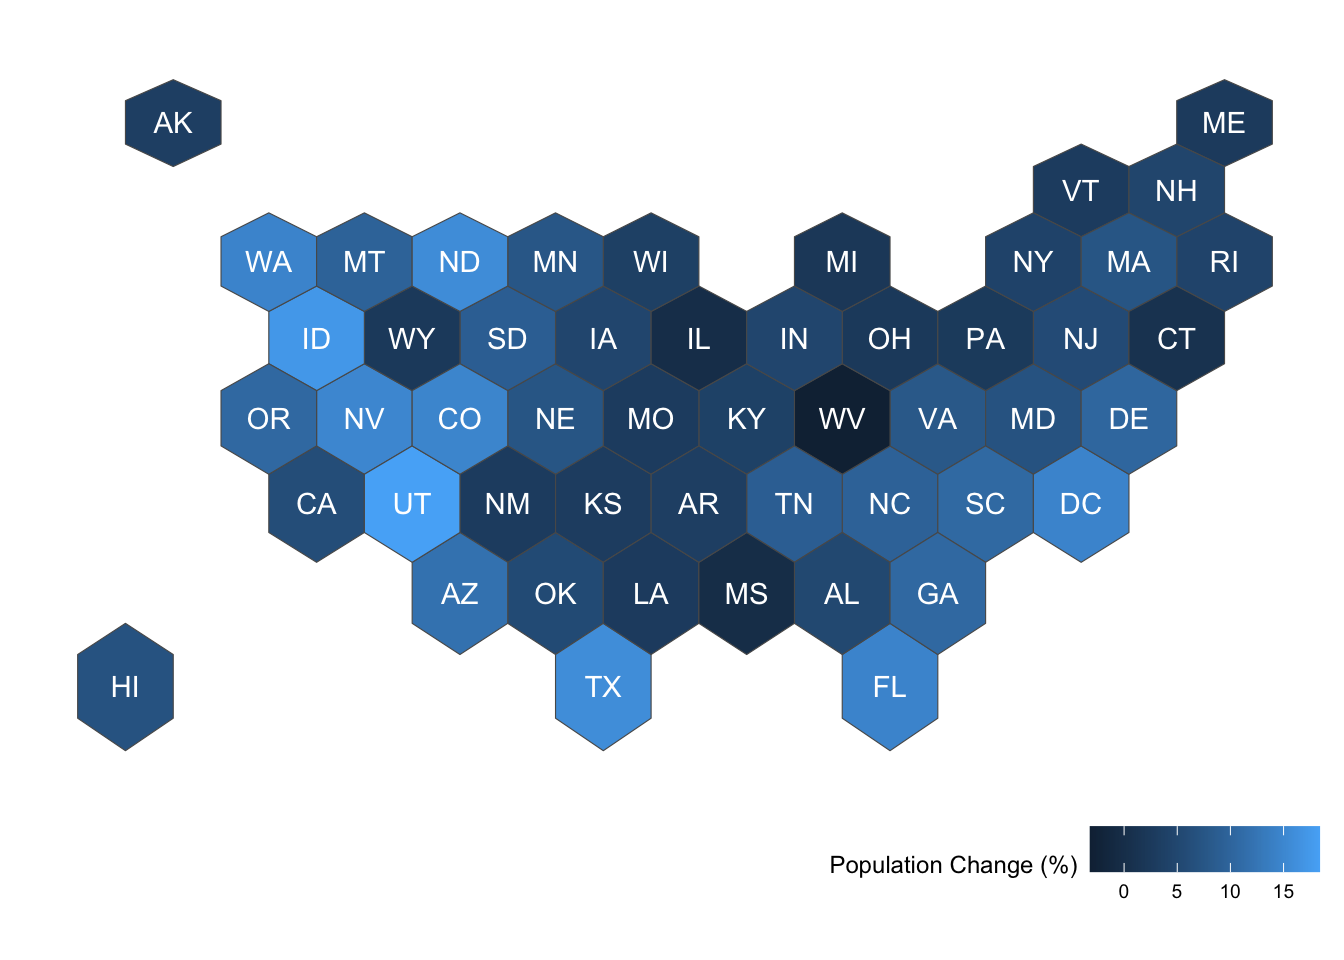 AK ME
VT NH
WA MT ND MN WI MI NY MA RI
ID WY SD IA IL IN OH PA NJ CT
OR NV CO NE MO KY WV VA MD DE
CA UT NM KS AR TN NC SC DC
AZ OK LA MS AL GA
HI TX FL
Population Change (%)
0 5 10 15